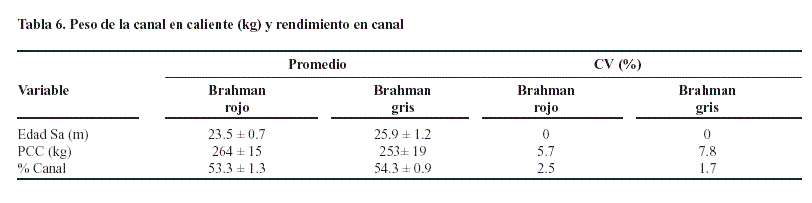 Tabla 6. Peso de la canal en caliente (kg) y rendimiento en canal
Promedio CV (%)
Variable Brahman Brahman Brahman Brahman
rojo gris rojo gris
Edad Sa (m) 23.5 ± 0.7 25.9 ± 1.2 0 0
PCC (kg) 264 ± 15 253± 19 5.7 7.8
% Canal 53.3 ± 1.3 54.3 ± 0.9 2.5 1.7